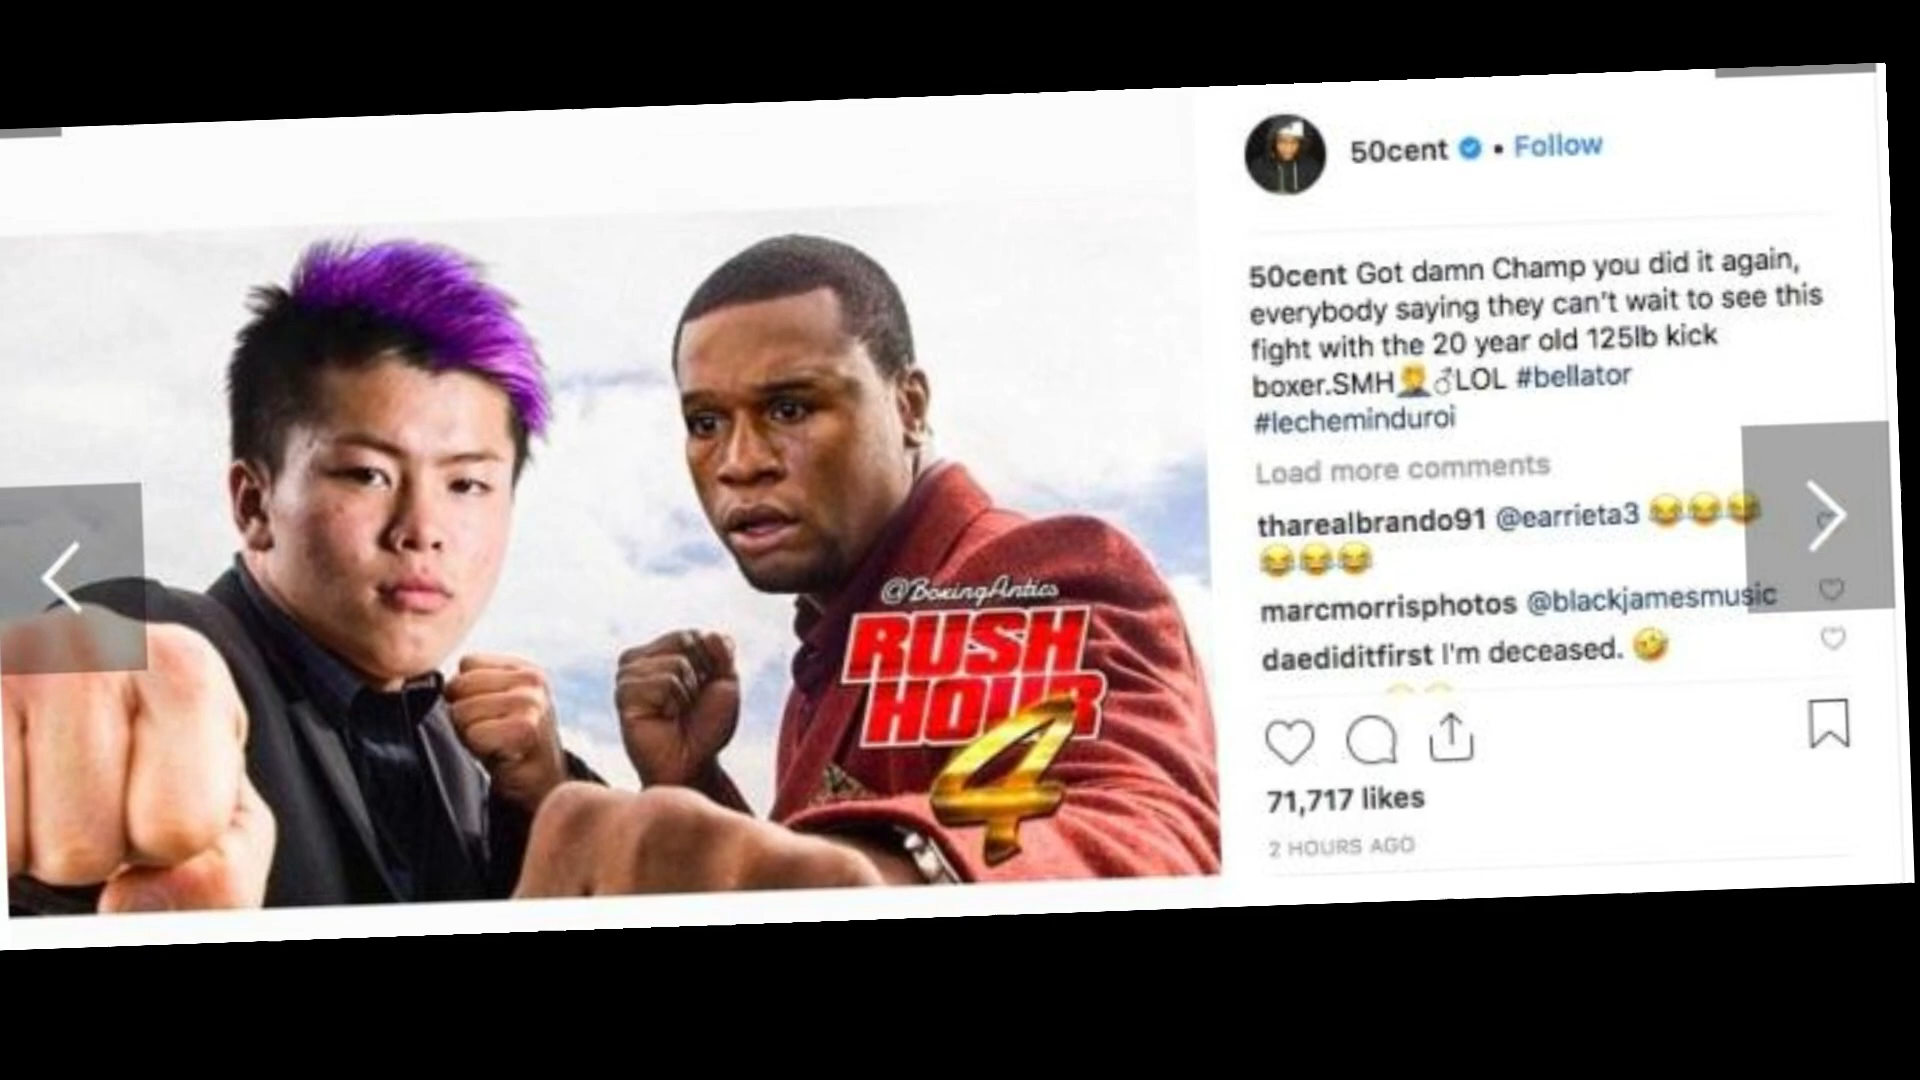 50cent • Follow
50cent Got damn Champ you did it again,
everybody saying they can't wait to see this
fight with the 20 year old 125lb kick
boxer.SMH🤦♂LOL #bellator
#lecheminduroi
Load more comments
tharealbrando91 @earrieta3 😂😂😂
😂😂😂
marcmorrisphotos @blackjamesmusic
daediditfirst I'm deceased. 🤣
71,717 likes
2 HOURS AGO
@BoxingAntics
RUSH
HOUR
4